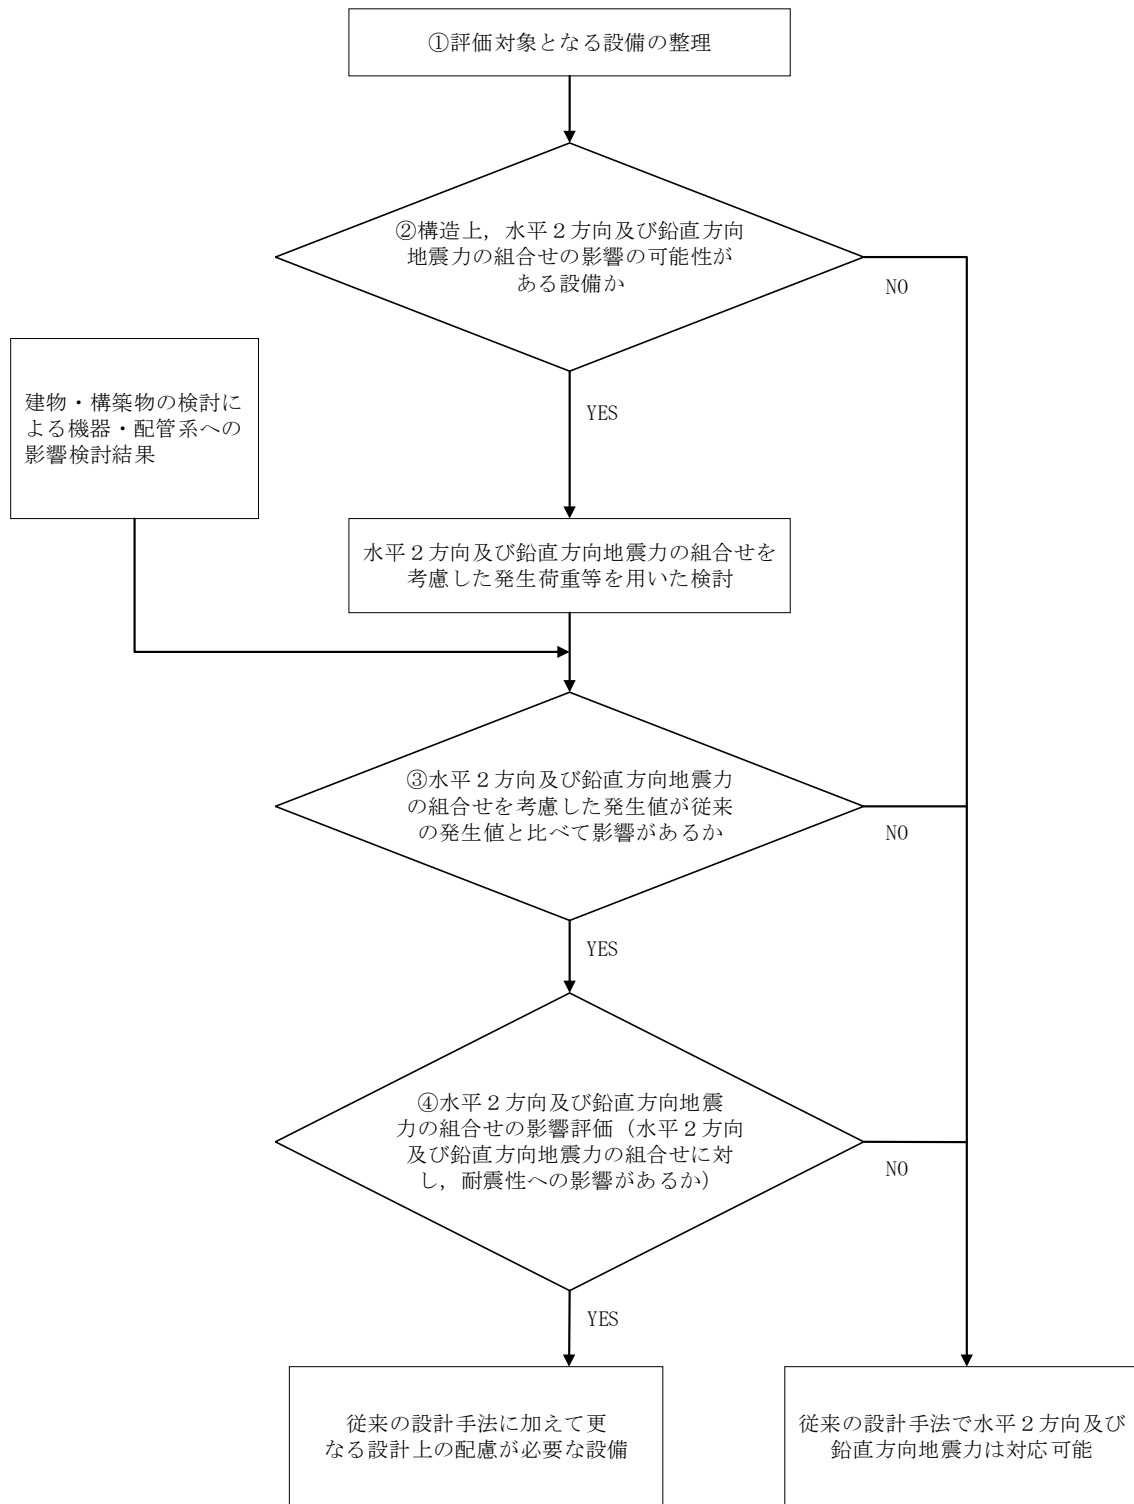 ①評価対象となる設備の整理
②構造上，水平２方向及び鉛直方向
地震力の組合せの影響の可能性が
ある設備か
NO
YES
建物・構築物の検討に
よる機器・配管系への
影響検討結果
水平２方向及び鉛直方向地震力の組合せを
考慮した発生荷重等を用いた検討
③水平２方向及び鉛直方向地震力
の組合せを考慮した発生値が従来
の発生値と比べて影響があるか
NO
YES
④水平２方向及び鉛直方向地震
力の組合せの影響評価（水平２方向
及び鉛直方向地震力の組合せに対
し，耐震性への影響があるか）
NO
YES
従来の設計手法に加えて更
なる設計上の配慮が必要な設備
従来の設計手法で水平２方向及び
鉛直方向地震力は対応可能